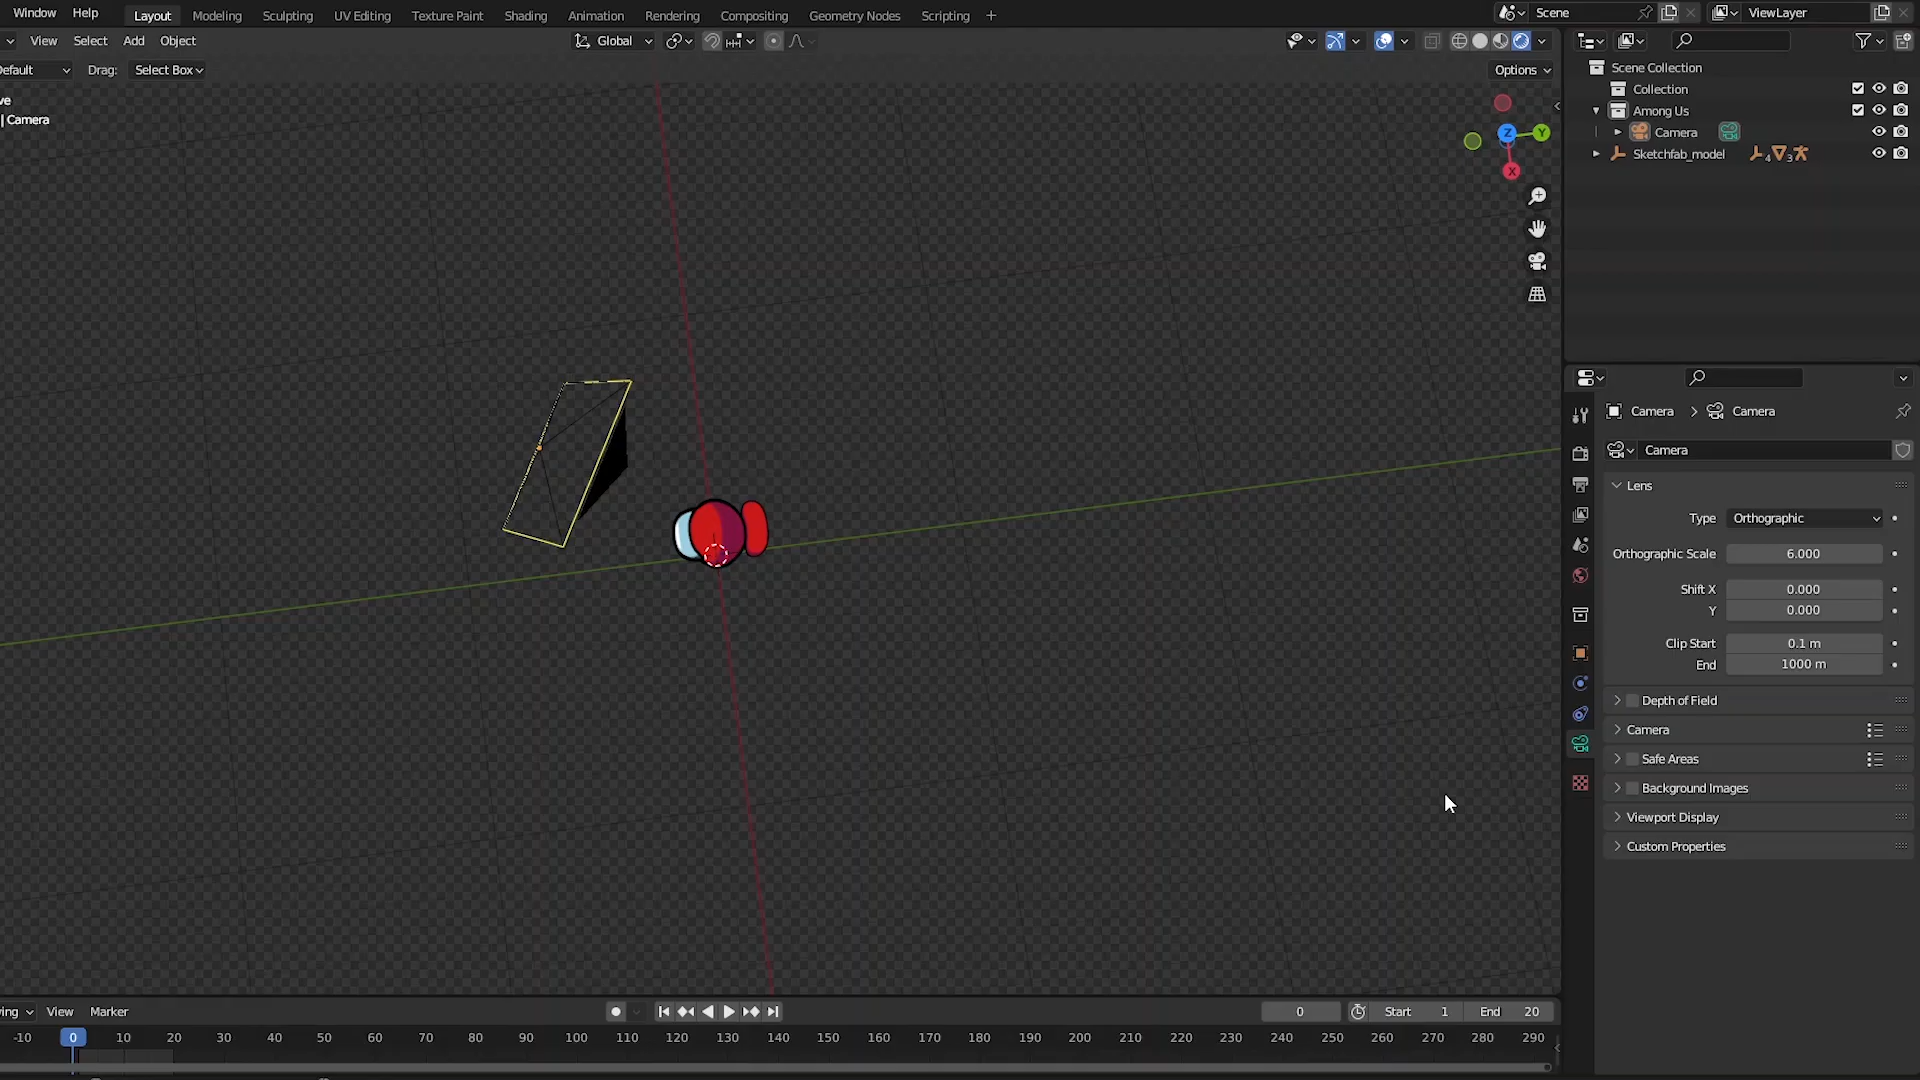 Window Help Layout Modeling Sculpting UV Editing Texture Paint Shading Animation Rendering Compositing Geometry Nodes Scripting + Scene ViewLayer
View Select Add Object Global
efault Drag: Select Box Options
ve
| Camera
Z Y
X
Scene Collection
Collection
Among Us
Camera
Sketchfab_model 4 3
Camera > Camera
Camera
Lens
Type Orthographic
Orthographic Scale 6.000
Shift X 0.000
Y 0.000
Clip Start 0.1 m
End 1000 m
Depth of Field
Camera
Safe Areas
Background Images
Viewport Display
Custom Properties
ing View Marker 0 Start 1 End 20
-10 0 10 20 30 40 50 60 70 80 90 100 110 120 130 140 150 160 170 180 190 200 210 220 230 240 250 260 270 280 290